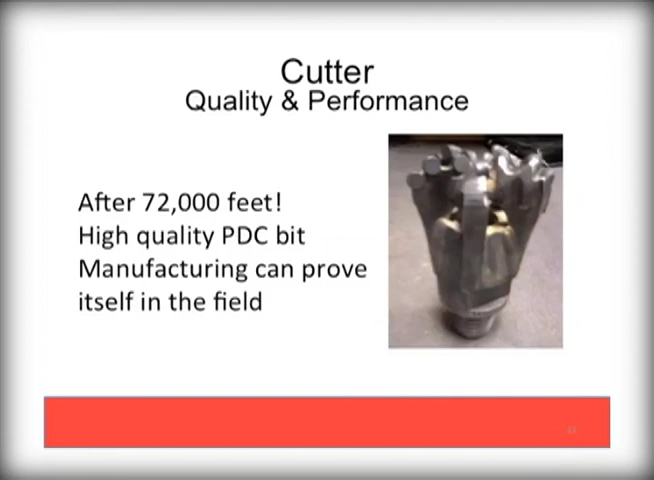 Cutter
Quality & Performance
After 72,000 feet!
High quality PDC bit
Manufacturing can prove
itself in the field